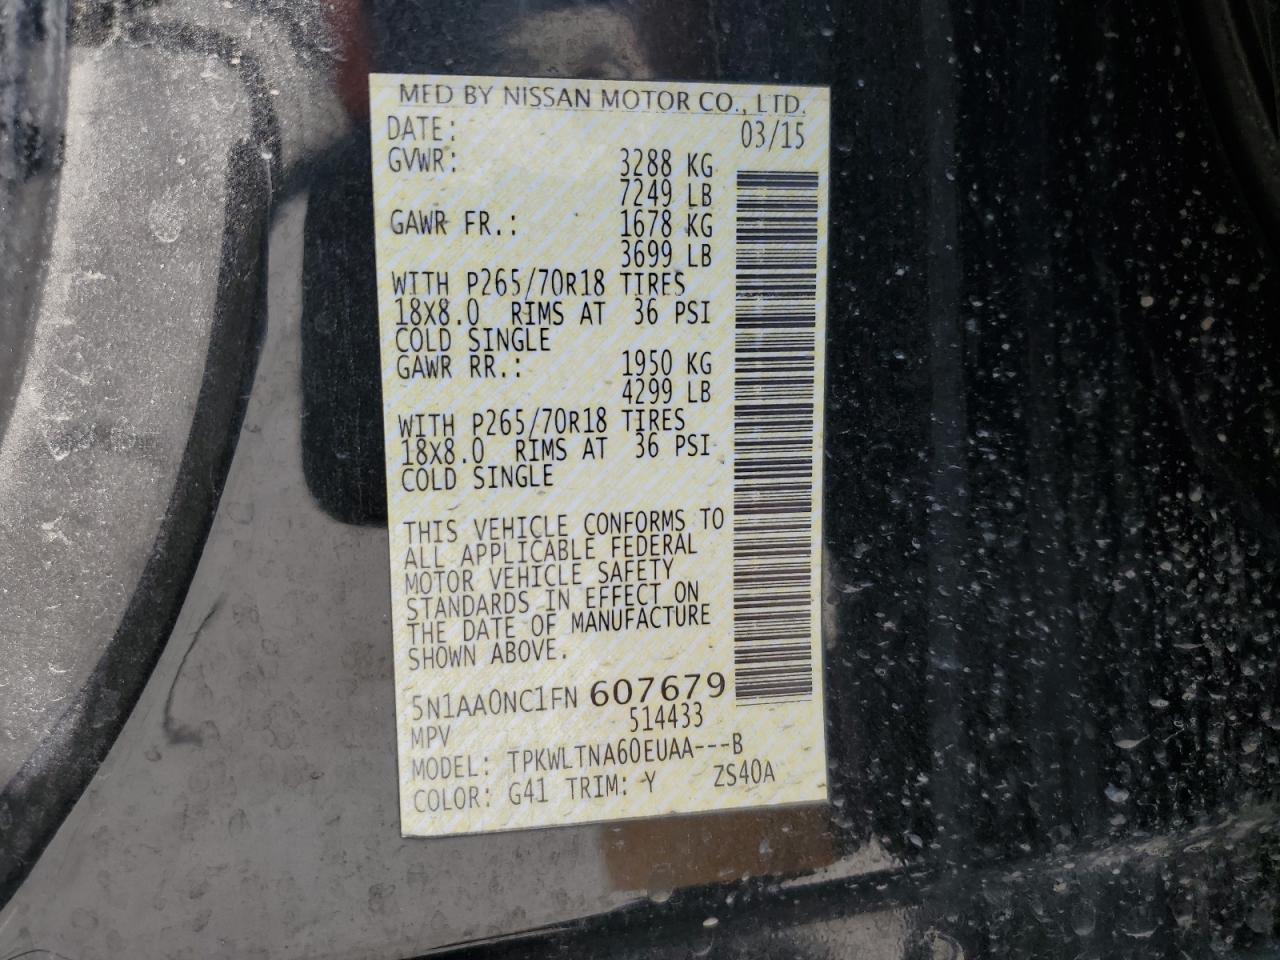 MFD BY NISSAN MOTOR CO., LTD.
DATE: 03/15
GVWR: 3288 KG
7249 LB
GAWR FR.: 1678 KG
3699 LB
WITH P265/70R18 TIRES
18X8.0 RIMS AT 36 PSI
COLD SINGLE
GAWR RR.: 1950 KG
4299 LB
WITH P265/70R18 TIRES
18X8.0 RIMS AT 36 PSI
COLD SINGLE
THIS VEHICLE CONFORMS TO
ALL APPLICABLE FEDERAL
MOTOR VEHICLE SAFETY
STANDARDS IN EFFECT ON
THE DATE OF MANUFACTURE
SHOWN ABOVE.
5N1AA0NC1FN 607679
MPV 514433
MODEL: TPKWLTNA60EUAA---B
COLOR: G41 TRIM: Y ZS40A